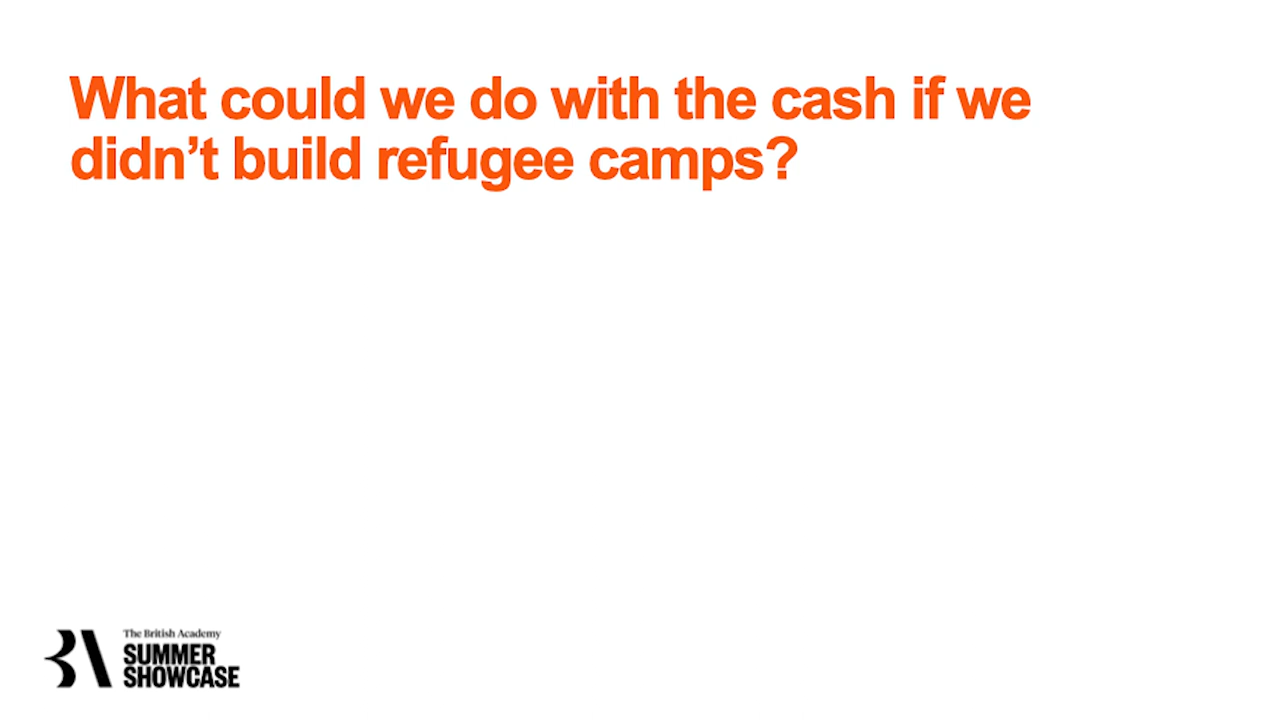 What could we do with the cash if we
didn’t build refugee camps?
The British Academy
SUMMER
SHOWCASE